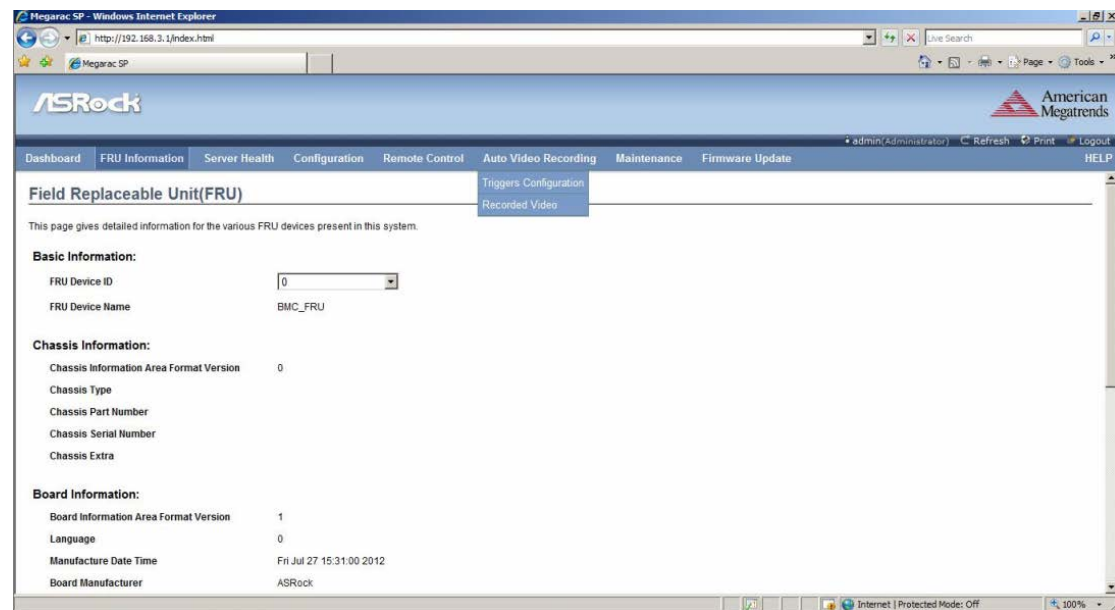 Megarac SP - Windows Internet Explorer
http://192.168.3.1/index.html
Live Search
Megarac SP
Page Tools
ASRock
American Megatrends
admin(Administrator) Refresh Print Logout
Dashboard FRU Information Server Health Configuration Remote Control Auto Video Recording Maintenance Firmware Update HELP
Triggers Configuration
Recorded Video
Field Replaceable Unit(FRU)
This page gives detailed information for the various FRU devices present in this system.
Basic Information:
FRU Device ID 0
FRU Device Name BMC_FRU
Chassis Information:
Chassis Information Area Format Version 0
Chassis Type
Chassis Part Number
Chassis Serial Number
Chassis Extra
Board Information:
Board Information Area Format Version 1
Language 0
Manufacture Date Time Fri Jul 27 15:31:00 2012
Board Manufacturer ASRock
Internet | Protected Mode: Off 100%